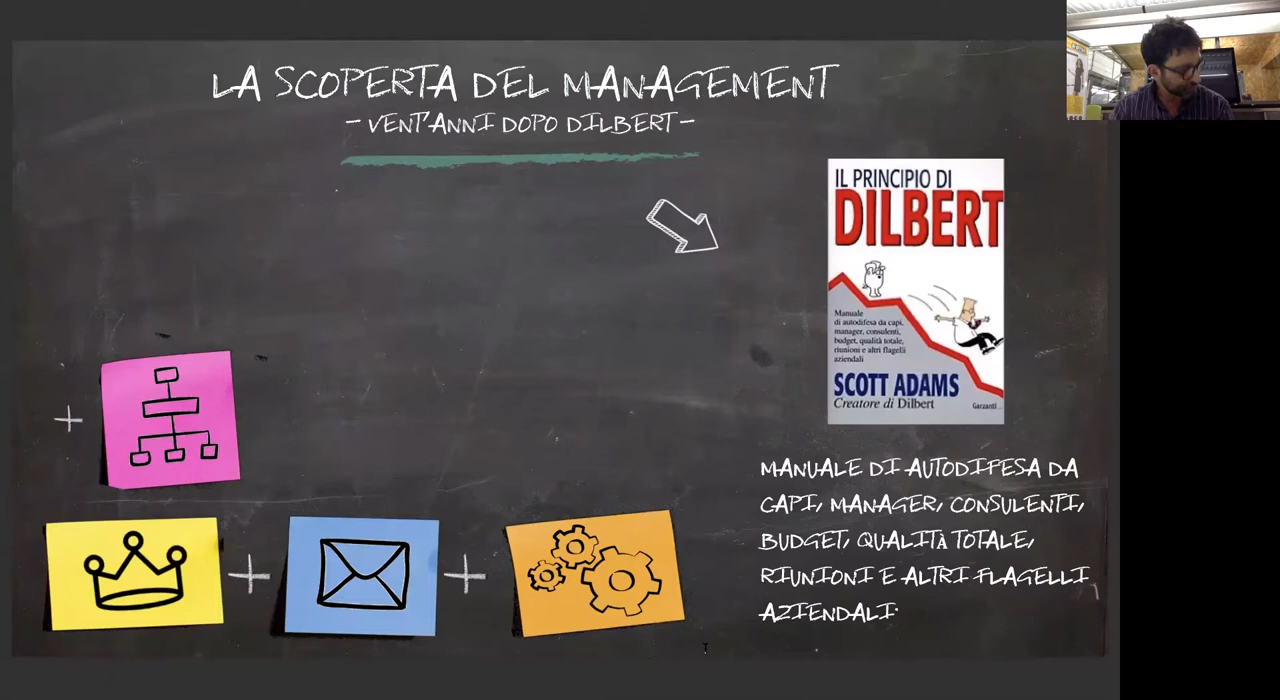 LA SCOPERTA DEL MANAGEMENT
- VENT'ANNI DOPO DILBERT -
IL PRINCIPIO DI
DILBERT
Manuale
di autodifesa da capi,
manager, consulenti,
budget, qualità totale,
riunioni e altri flagelli
aziendali
SCOTT ADAMS
Creatore di Dilbert
Garzanti
MANUALE DI AUTODIFESA DA
CAPI, MANAGER, CONSULENTI,
BUDGET, QUALITÀ TOTALE,
RIUNIONI E ALTRI FLAGELLI
AZIENDALI.